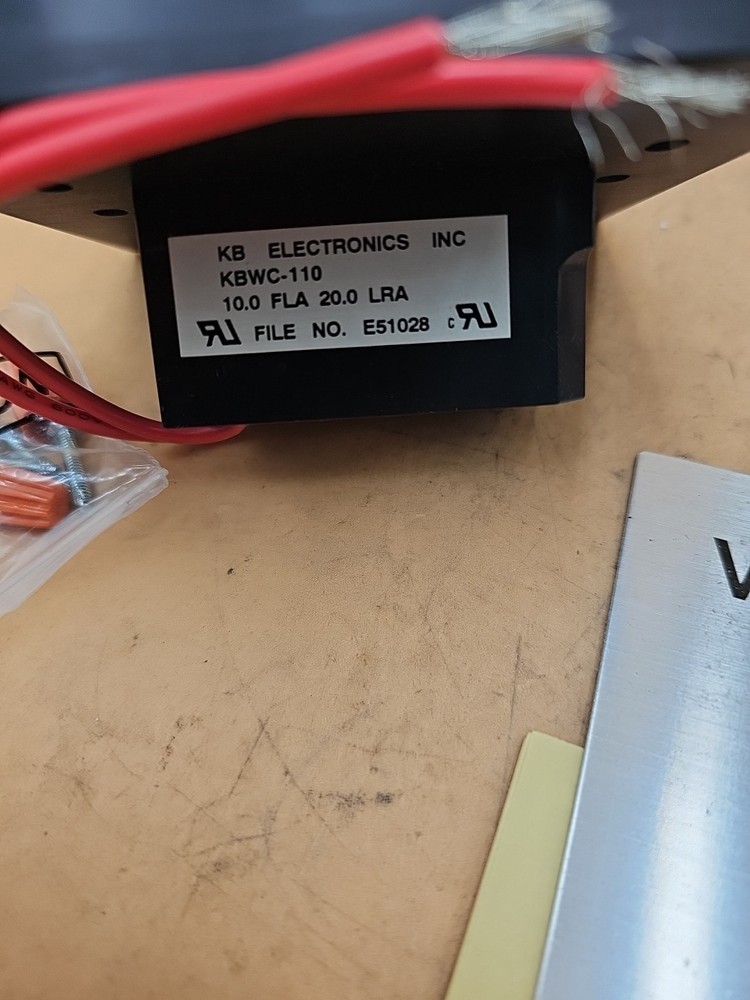 KB ELECTRONICS INC
KBWC-110
10.0 FLA 20.0 LRA
FILE NO. E51028 c